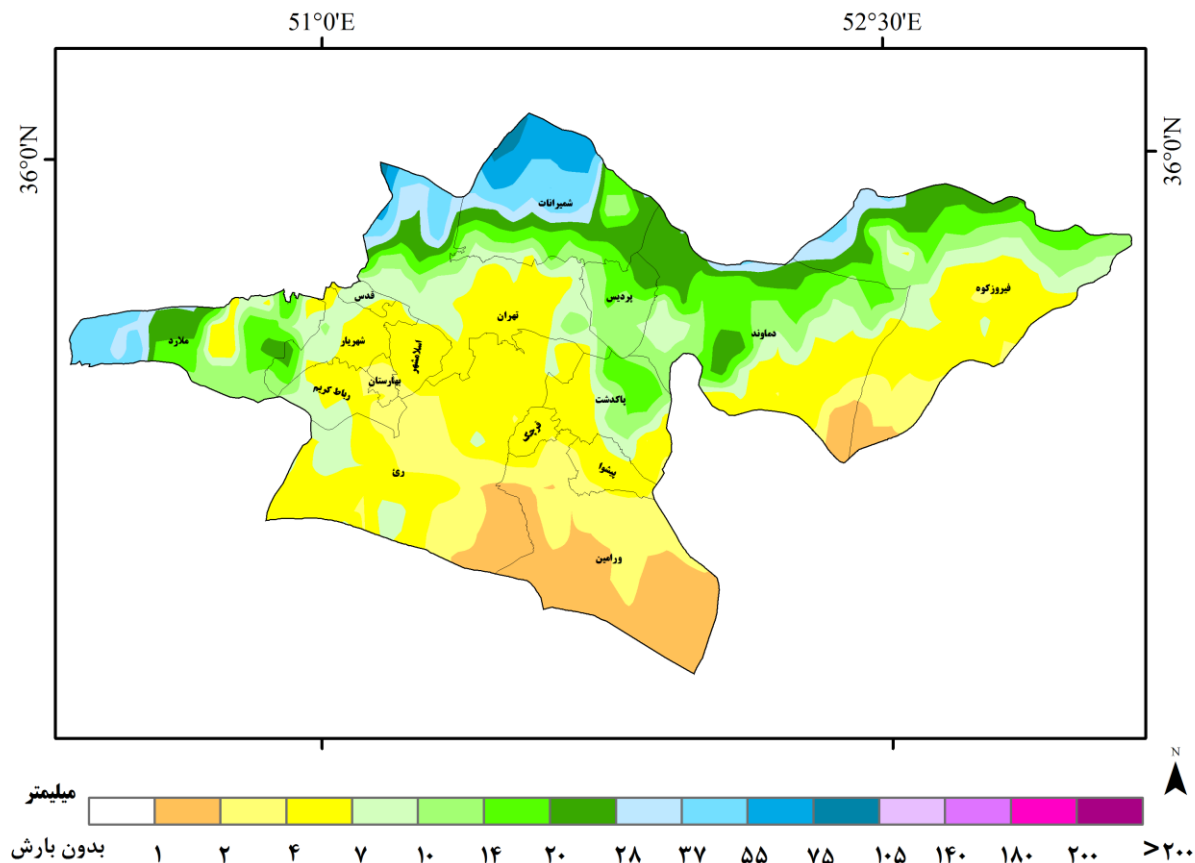 51°0'E 52°30'E
36°0'N 36°0'N
شمیرانات
قدس
پردیس
فیروزکوه
تهران
ملارد
شهریار
اسلامشهر
دماوند
بهارستان
رباط کریم
پاکدشت
قرچک
ری
پیشوا
ورامین
N
میلیمتر
بدون بارش ۱ ۲ ۴ ۷ ۱۰ ۱۴ ۲۰ ۲۸ ۳۷ ۵۵ ۷۵ ۱۰۵ ۱۴۰ ۱۸۰ ۲۰۰ >۲۰۰